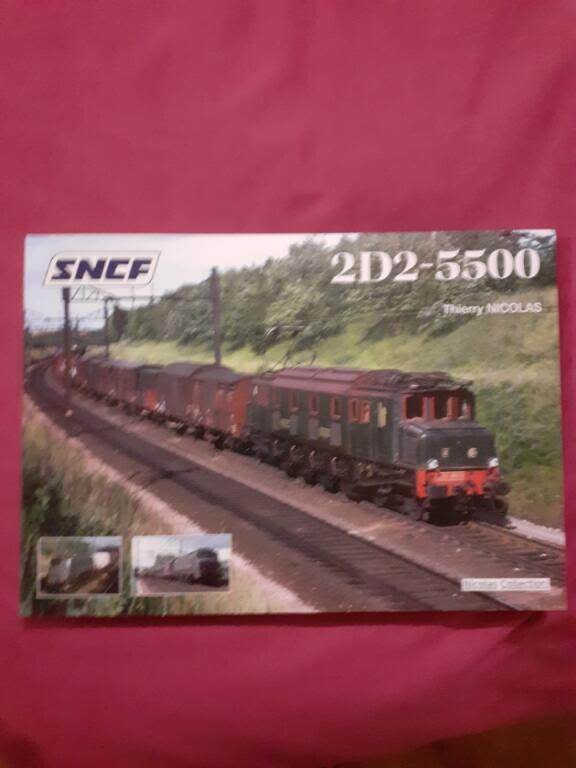 SNCF
2D2-5500
Thierry NICOLAS
Nicolas Collection